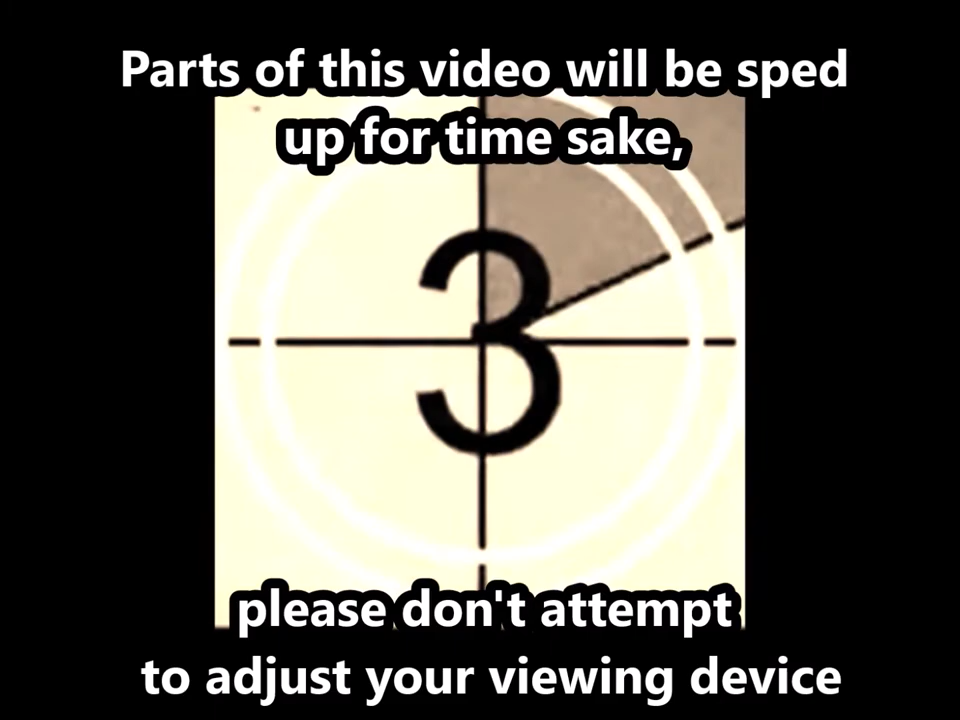 Parts of this video will be sped
up for time sake,
3
please don't attempt
to adjust your viewing device